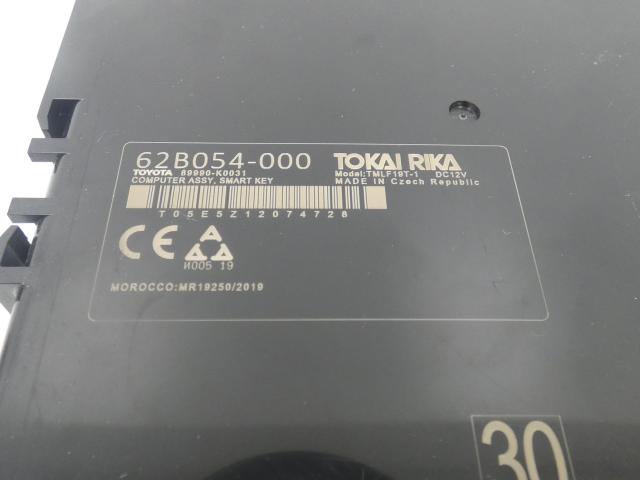 62B054-000 TOKAI RIKA
TOYOTA 89990-K0031 Model:TMLF19T-1 DC12V
COMPUTER ASSY, SMART KEY MADE IN Czech Republic
T05E5Z12074728
CE
И005 19
MOROCCO:MR19250/2019
30